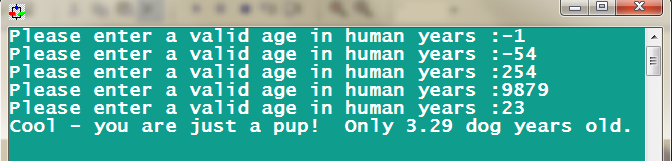 Please enter a valid age in human years :-1
Please enter a valid age in human years :-54
Please enter a valid age in human years :254
Please enter a valid age in human years :9879
Please enter a valid age in human years :23
Cool - you are just a pup!  Only 3.29 dog years old.